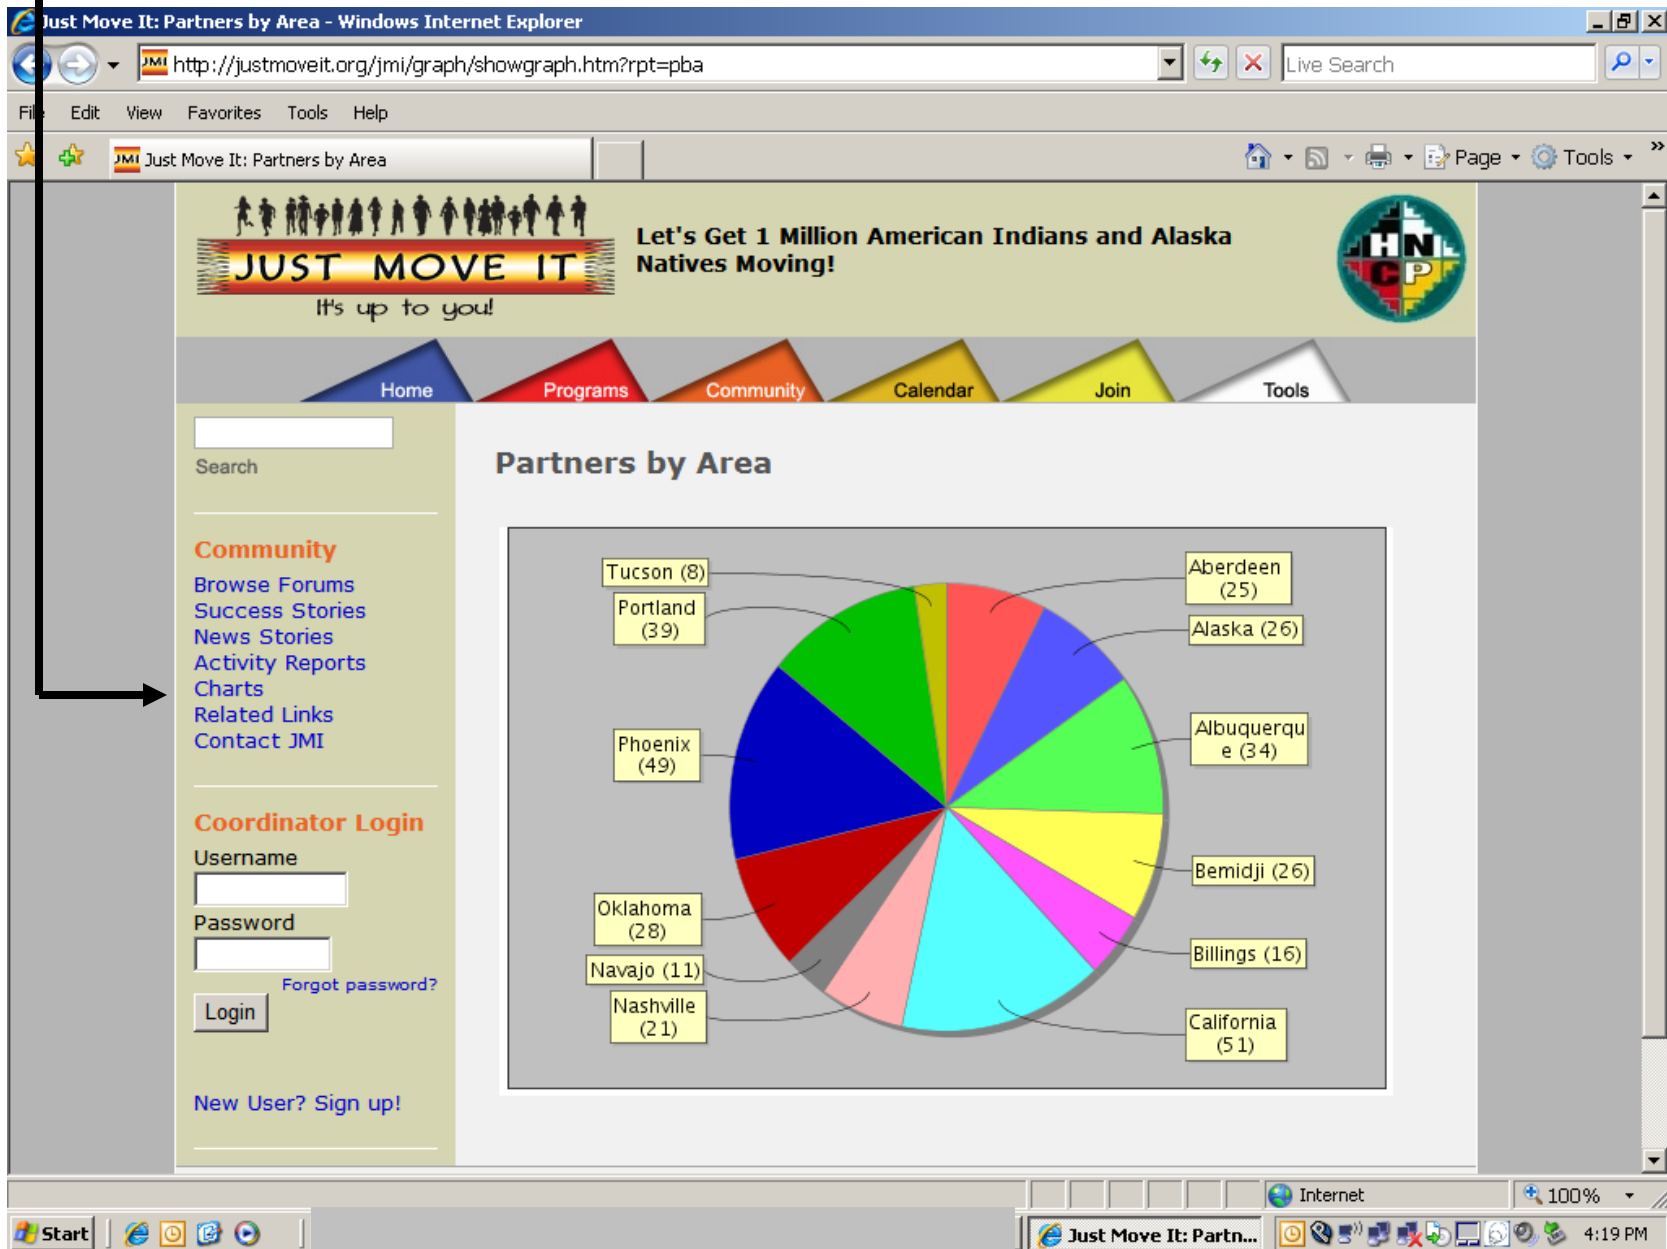 Just Move It: Partners by Area - Windows Internet Explorer
JMI http://justmoveit.org/jmi/graph/showgraph.htm?rpt=pba
Live Search
File Edit View Favorites Tools Help
JMI Just Move It: Partners by Area
Page Tools »
JUST MOVE IT
It's up to you!
Let's Get 1 Million American Indians and Alaska
Natives Moving!
HN
CP
Home Programs Community Calendar Join Tools
Search
Community
Browse Forums
Success Stories
News Stories
Activity Reports
Charts
Related Links
Contact JMI
Coordinator Login
Username
Password
Forgot password?
Login
New User? Sign up!
Partners by Area
Tucson (8)
Portland
(39)
Phoenix
(49)
Oklahoma
(28)
Navajo (11)
Nashville
(21)
Aberdeen
(25)
Alaska (26)
Albuquerqu
e (34)
Bemidji (26)
Billings (16)
California
(51)
Internet 100%
Start Just Move It: Partn... 4:19 PM